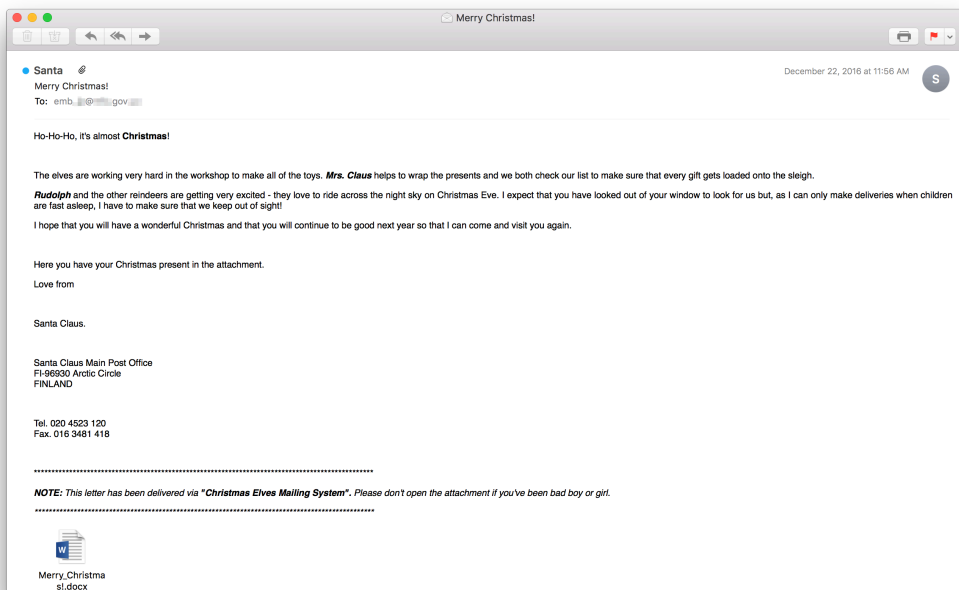 Merry Christmas!
Santa
December 22, 2016 at 11:56 AM
S
Merry Christmas!
To: emb @ gov
Ho-Ho-Ho, it's almost Christmas!
The elves are working very hard in the workshop to make all of the toys. Mrs. Claus helps to wrap the presents and we both check our list to make sure that every gift gets loaded onto the sleigh.
Rudolph and the other reindeers are getting very excited - they love to ride across the night sky on Christmas Eve. I expect that you have looked out of your window to look for us but, as I can only make deliveries when children
are fast asleep, I have to make sure that we keep out of sight!
I hope that you will have a wonderful Christmas and that you will continue to be good next year so that I can come and visit you again.
Here you have your Christmas present in the attachment.
Love from
Santa Claus.
Santa Claus Main Post Office
FI-96930 Arctic Circle
FINLAND
Tel. 020 4523 120
Fax. 016 3481 418
************************************************************************************************
NOTE: This letter has been delivered via "Christmas Elves Mailing System". Please don't open the attachment if you've been bad boy or girl.
************************************************************************************************
W
Merry_Christma
s!.docx